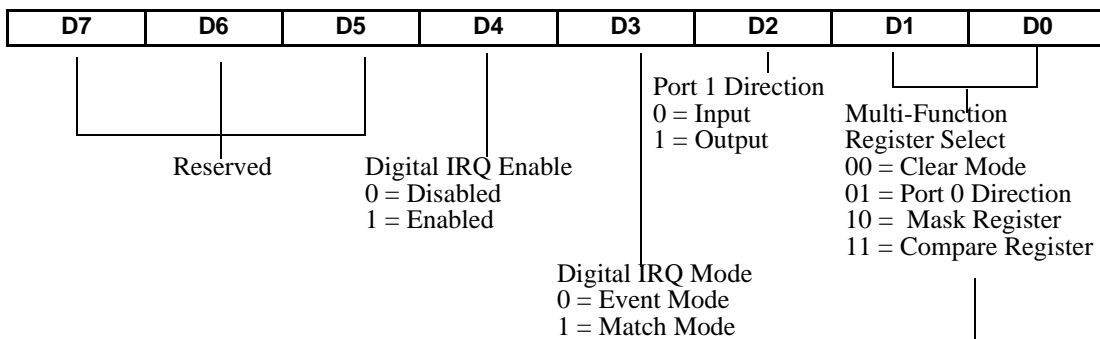 D7 D6 D5 D4 D3 D2 D1 D0
Port 1 Direction
0 = Input
1 = Output
Multi-Function
Register Select
00 = Clear Mode
01 = Port 0 Direction
10 = Mask Register
11 = Compare Register
Reserved
Digital IRQ Enable
0 = Disabled
1 = Enabled
Digital IRQ Mode
0 = Event Mode
1 = Match Mode